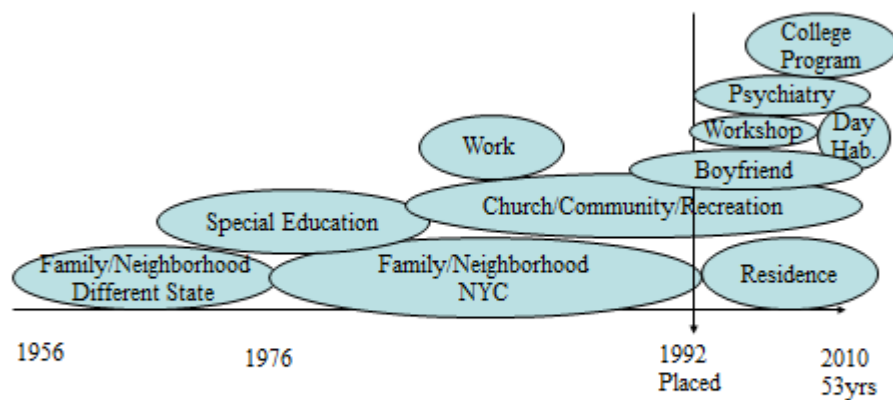 College
Program
Psychiatry
Workshop
Day
Hab.
Work
Boyfriend
Church/Community/Recreation
Special Education
Family/Neighborhood
Different State
Family/Neighborhood
NYC
Residence
1956
1976
1992
Placed
2010
53yrs